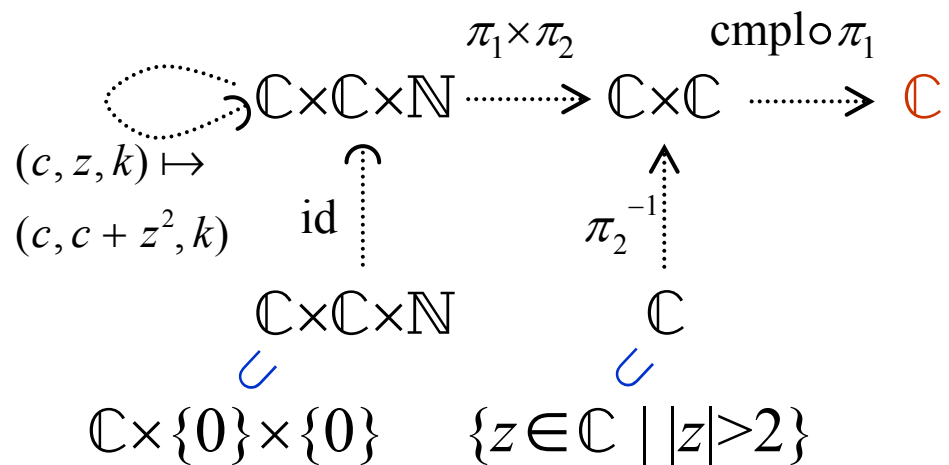 π₁×π₂ cmpl∘π₁
ℂ×ℂ×ℕ ℂ×ℂ ℂ
(c, z, k) ↦
(c, c + z², k)
id π₂⁻¹
ℂ×ℂ×ℕ ℂ
∪ ∪
ℂ×{0}×{0} {z∈ℂ | |z|>2}